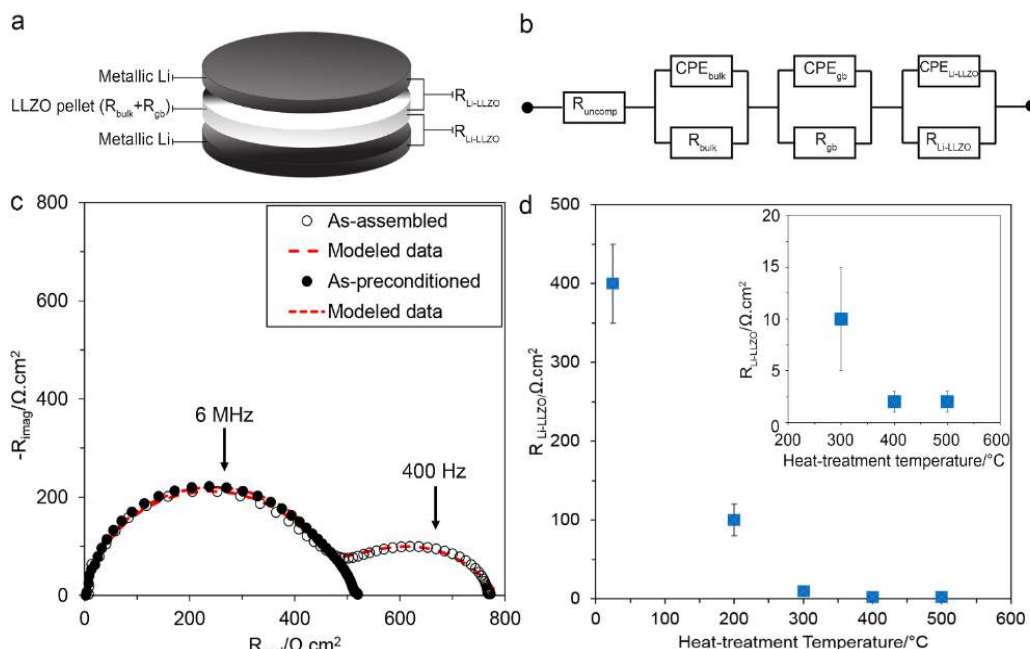 a
Metallic Li
LLZO pellet (R_bulk+R_gb)
Metallic Li
R_Li-LLZO
R_Li-LLZO
b
R_uncomp
CPE_bulk
R_bulk
CPE_gb
R_gb
CPE_Li-LLZO
R_Li-LLZO
c
-R_imag/Ω.cm²
800
600
400
200
0
As-assembled
Modeled data
As-preconditioned
Modeled data
6 MHz
400 Hz
0 200 400 600 800
d
R_Li-LLZO/Ω.cm²
500
400
300
200
100
0
0 100 200 300 400 500 600
Heat-treatment Temperature/°C
R_Li-LLZO/Ω.cm²
20
15
10
5
0
200 300 400 500 600
Heat-treatment temperature/°C